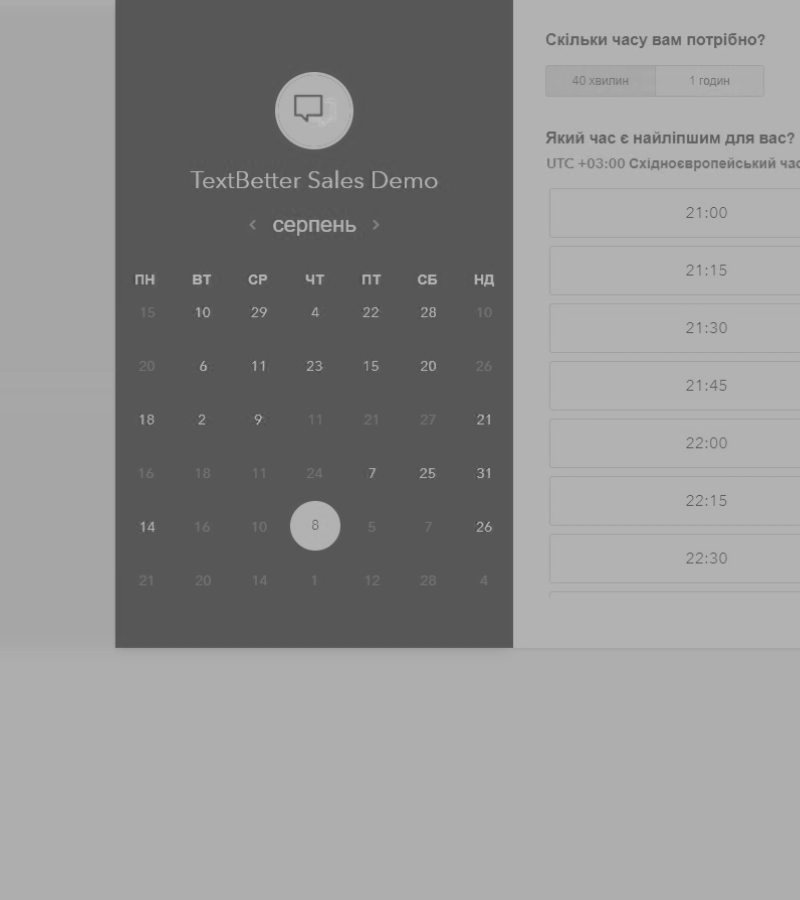 TextBetter Sales Demo
серпень
ПН ВТ СР ЧТ ПТ СБ НД
15 10 29 4 22 28 10
20 6 11 23 15 20 26
18 2 9 11 21 27 21
16 18 11 24 7 25 31
14 16 10 8 5 7 26
21 20 14 1 12 28 4
Скільки часу вам потрібно?
40 хвилин 1 годин
Який час є найліпшим для вас?
UTC +03:00 Східноєвропейський час
21:00
21:15
21:30
21:45
22:00
22:15
22:30